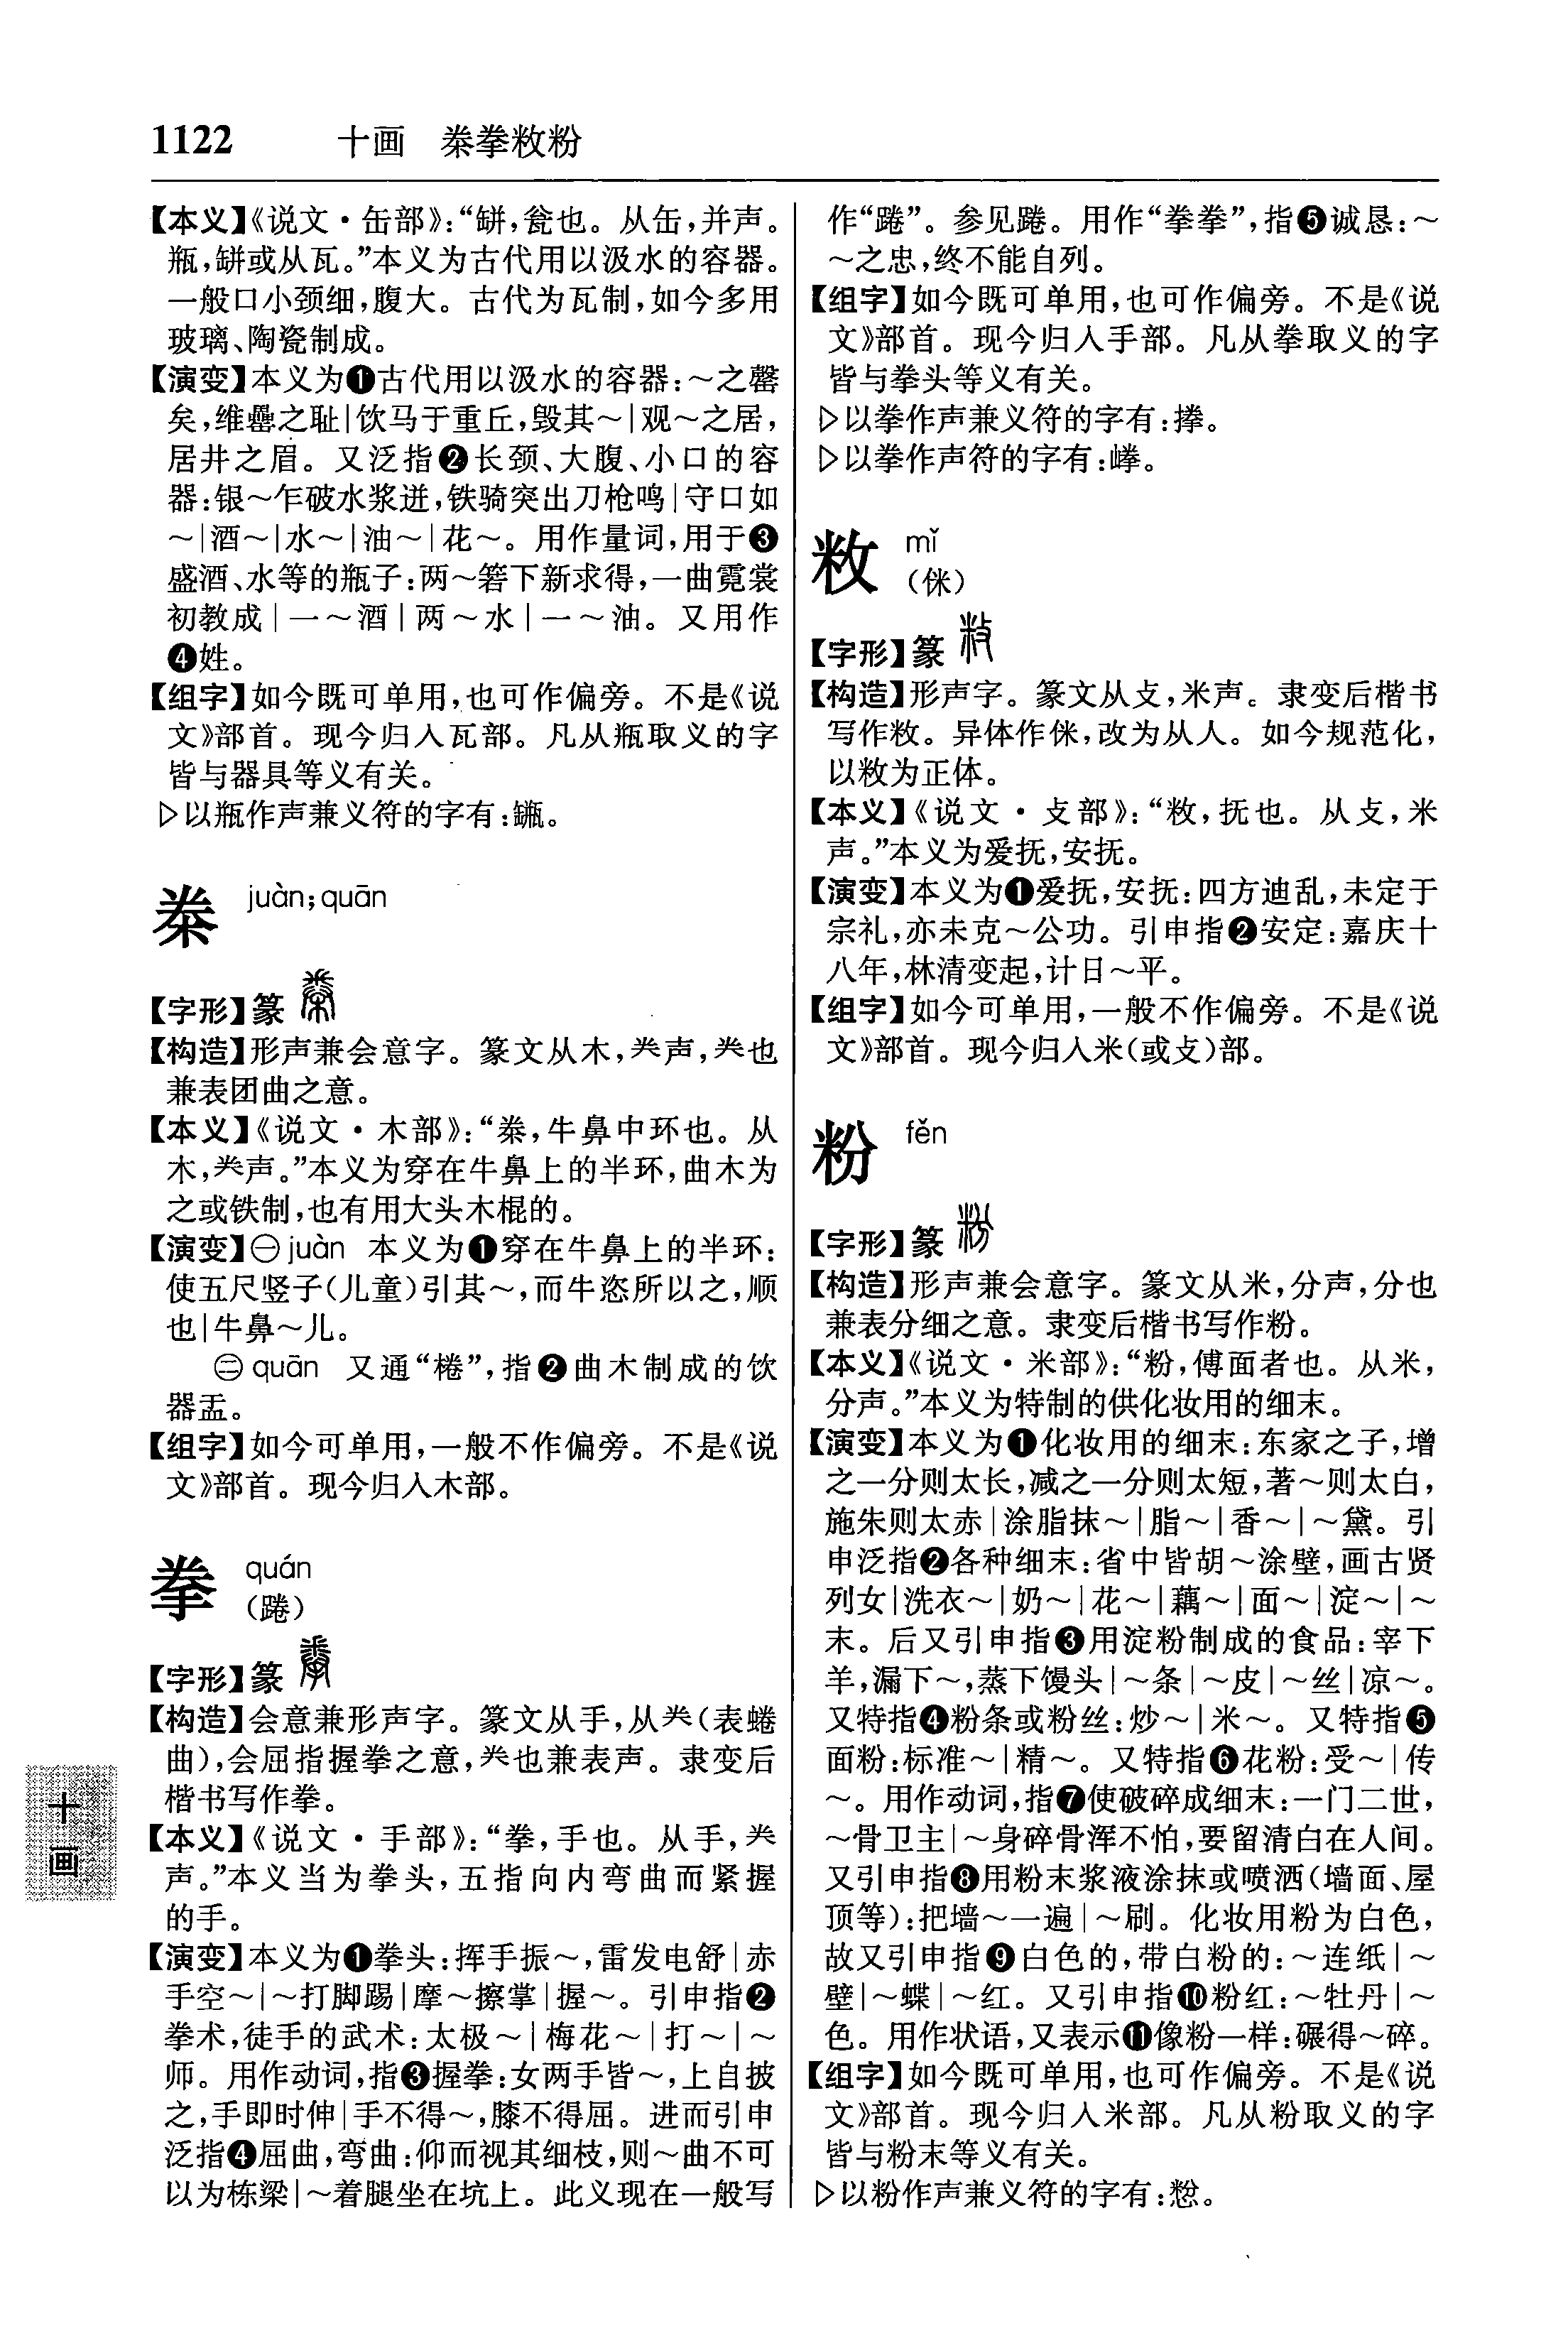 1122 十画 桊拳敉粉
【本义】《说文·缶部》：“缾，瓮也。从缶，并声。
瓶，缾或从瓦。”本义为古代用以汲水的容器。
一般口小颈细，腹大。古代为瓦制，如今多用
玻璃、陶瓷制成。
【演变】本义为❶古代用以汲水的容器：～之罄
矣，维罍之耻|饮马于重丘，毁其～|观～之居，
居井之眉。又泛指❷长颈、大腹、小口的容
器：银～乍破水浆迸，铁骑突出刀枪鸣|守口如
～|酒～|水～|油～|花～。用作量词，用于❸
盛酒、水等的瓶子：两～箬下新求得，一曲霓裳
初教成|一～酒|两～水|一～油。又用作
❹姓。
【组字】如今既可单用，也可作偏旁。不是《说
文》部首。现今归入瓦部。凡从瓶取义的字
皆与器具等义有关。
▷以瓶作声兼义符的字有：。
桊 juàn；quān
【字形】篆
【构造】形声兼会意字。篆文从木，龹声，龹也
兼表团曲之意。
【本义】《说文·木部》：“桊，牛鼻中环也。从
木，龹声。”本义为穿在牛鼻上的半环，曲木为
之或铁制，也有用大头木棍的。
【演变】㊀juàn 本义为❶穿在牛鼻上的半环：
使五尺竖子（儿童）引其～，而牛恣所以之，顺
也|牛鼻～儿。
㊁quān 又通“棬”，指❷曲木制成的饮
器盂。
【组字】如今可单用，一般不作偏旁。不是《说
文》部首。现今归入木部。
拳 quán
（踡）
【字形】篆
【构造】会意兼形声字。篆文从手，从龹（表蜷
曲），会屈指握拳之意，龹也兼表声。隶变后
楷书写作拳。
【本义】《说文·手部》：“拳，手也。从手，龹
声。”本义当为拳头，五指向内弯曲而紧握
的手。
【演变】本义为❶拳头：挥手振～，雷发电舒|赤
手空～|～打脚踢|摩～擦掌|握～。引申指❷
拳术，徒手的武术：太极～|梅花～|打～|～
师。用作动词，指❸握拳：女两手皆～，上自披
之，手即时伸|手不得～，膝不得屈。进而引申
泛指❹屈曲，弯曲：仰而视其细枝，则～曲不可
以为栋梁|～着腿坐在坑上。此义现在一般写
十画
作“踡”。参见踡。用作“拳拳”，指❺诚恳：～
～之忠，终不能自列。
【组字】如今既可单用，也可作偏旁。不是《说
文》部首。现今归入手部。凡从拳取义的字
皆与拳头等义有关。
▷以拳作声兼义符的字有：㩲。
▷以拳作声符的字有：巏。
敉 mǐ
（侎）
【字形】篆
【构造】形声字。篆文从攴，米声。隶变后楷书
写作敉。异体作侎，改为从人。如今规范化，
以敉为正体。
【本义】《说文·攴部》：“敉，抚也。从攴，米
声。”本义为爱抚，安抚。
【演变】本义为❶爱抚，安抚：四方迪乱，未定于
宗礼，亦未克～公功。引申指❷安定：嘉庆十
八年，林清变起，计日～平。
【组字】如今可单用，一般不作偏旁。不是《说
文》部首。现今归入米（或攴）部。
粉 fěn
【字形】篆
【构造】形声兼会意字。篆文从米，分声，分也
兼表分细之意。隶变后楷书写作粉。
【本义】《说文·米部》：“粉，傅面者也。从米，
分声。”本义为特制的供化妆用的细末。
【演变】本义为❶化妆用的细末：东家之子，增
之一分则太长，减之一分则太短，著～则太白，
施朱则太赤|涂脂抹～|脂～|香～|～黛。引
申泛指❷各种细末：省中皆胡～涂壁，画古贤
列女|洗衣～|奶～|花～|藕～|面～|淀～|～
末。后又引申指❸用淀粉制成的食品：宰下
羊，漏下～，蒸下馒头|～条|～皮|～丝|凉～。
又特指❹粉条或粉丝：炒～|米～。又特指❺
面粉：标准～|精～。又特指❻花粉：受～|传
～。用作动词，指❼使破碎成细末：一门二世，
～骨卫主|～身碎骨浑不怕，要留清白在人间。
又引申指❽用粉末浆液涂抹或喷洒（墙面、屋
顶等）：把墙～一遍|～刷。化妆用粉为白色，
故又引申指❾白色的，带白粉的：～连纸|～
壁|～蝶|～红。又引申指❿粉红：～牡丹|～
色。用作状语，又表示⓫像粉一样：碾得～碎。
【组字】如今既可单用，也可作偏旁。不是《说
文》部首。现今归入米部。凡从粉取义的字
皆与粉末等义有关。
▷以粉作声兼义符的字有：。